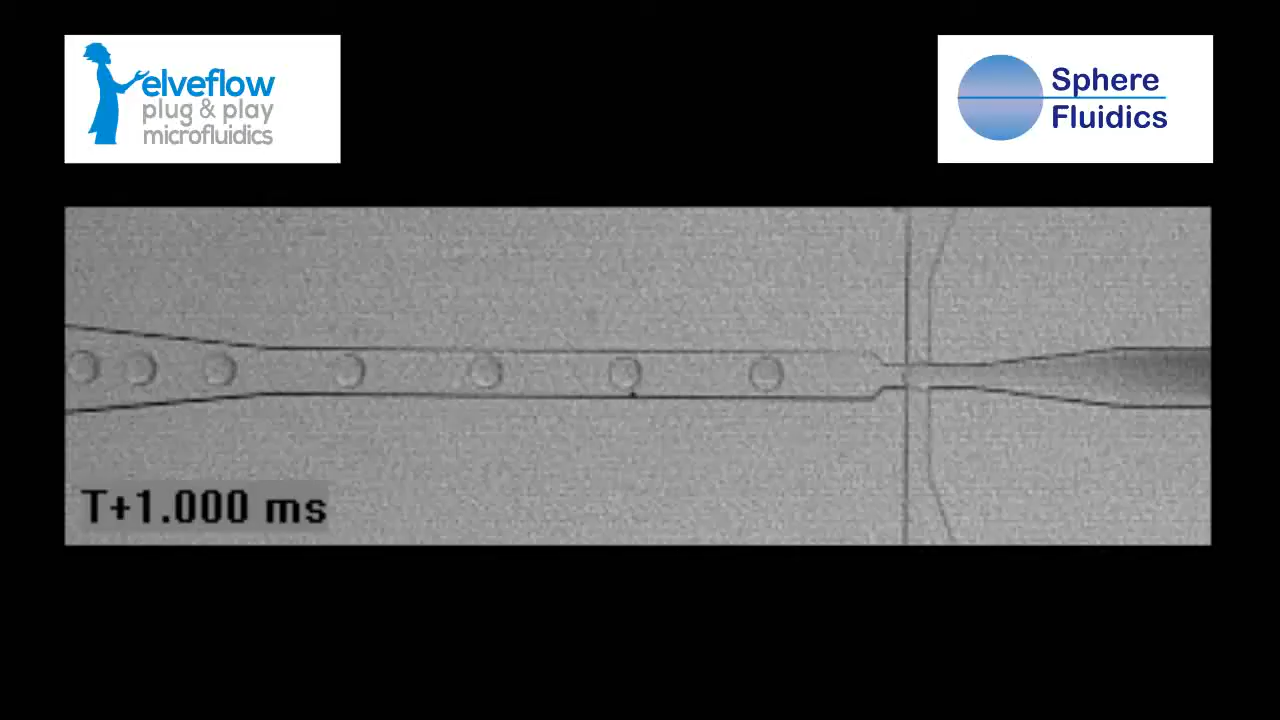 elveflow
plug & play
microfluidics
Sphere
Fluidics
T+1.000 ms